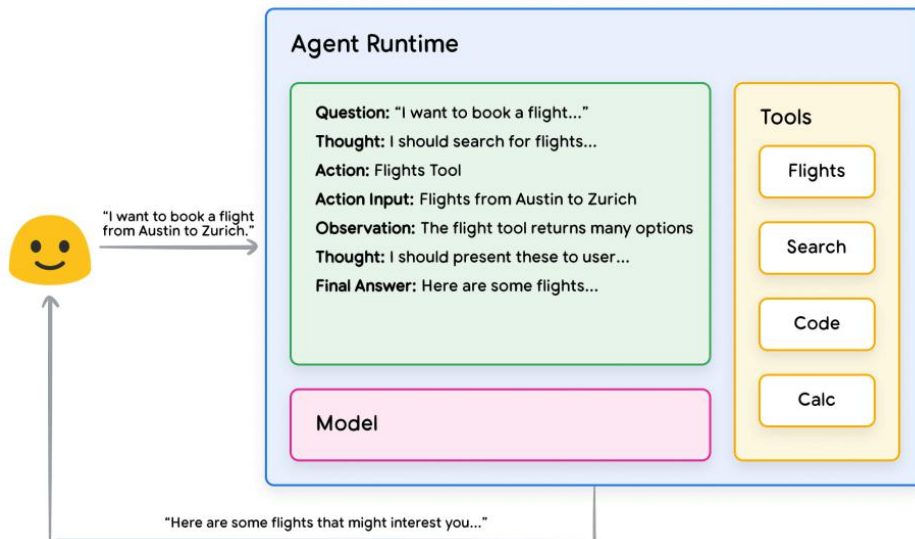 Agent Runtime
Question: “I want to book a flight...”
Thought: I should search for flights...
Action: Flights Tool
Action Input: Flights from Austin to Zurich
Observation: The flight tool returns many options
Thought: I should present these to user...
Final Answer: Here are some flights...
Model
Tools
Flights
Search
Code
Calc
“I want to book a flight
from Austin to Zurich.”
“Here are some flights that might interest you...”